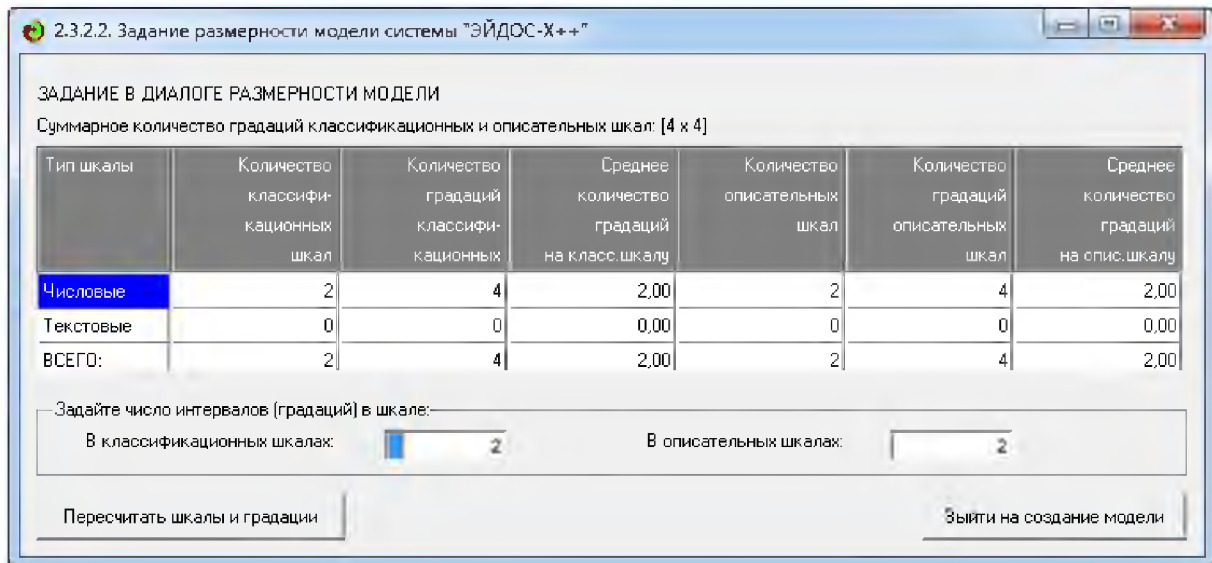 2.3.2.2. Задание размерности модели системы "ЭЙДОС-X++"
ЗАДАНИЕ В ДИАЛОГЕ РАЗМЕРНОСТИ МОДЕЛИ
Суммарное количество градаций классификационных и описательных шкал: [4 x 4]
Тип шкалы Количество Количество Среднее Количество Количество Среднее
классифи- градаций количество описательных градаций количество
кационных классифи- градаций шкал описательных градаций
шкал кационных на класс.шкалу шкал на опис.шкалу
Числовые 2 4 2,00 2 4 2,00
Текстовые 0 0 0,00 0 0 0,00
ВСЕГО: 2 4 2,00 2 4 2,00
Задайте число интервалов (градаций) в шкале:
В классификационных шкалах: 2 В описательных шкалах: 2
Пересчитать шкалы и градации Выйти на создание модели